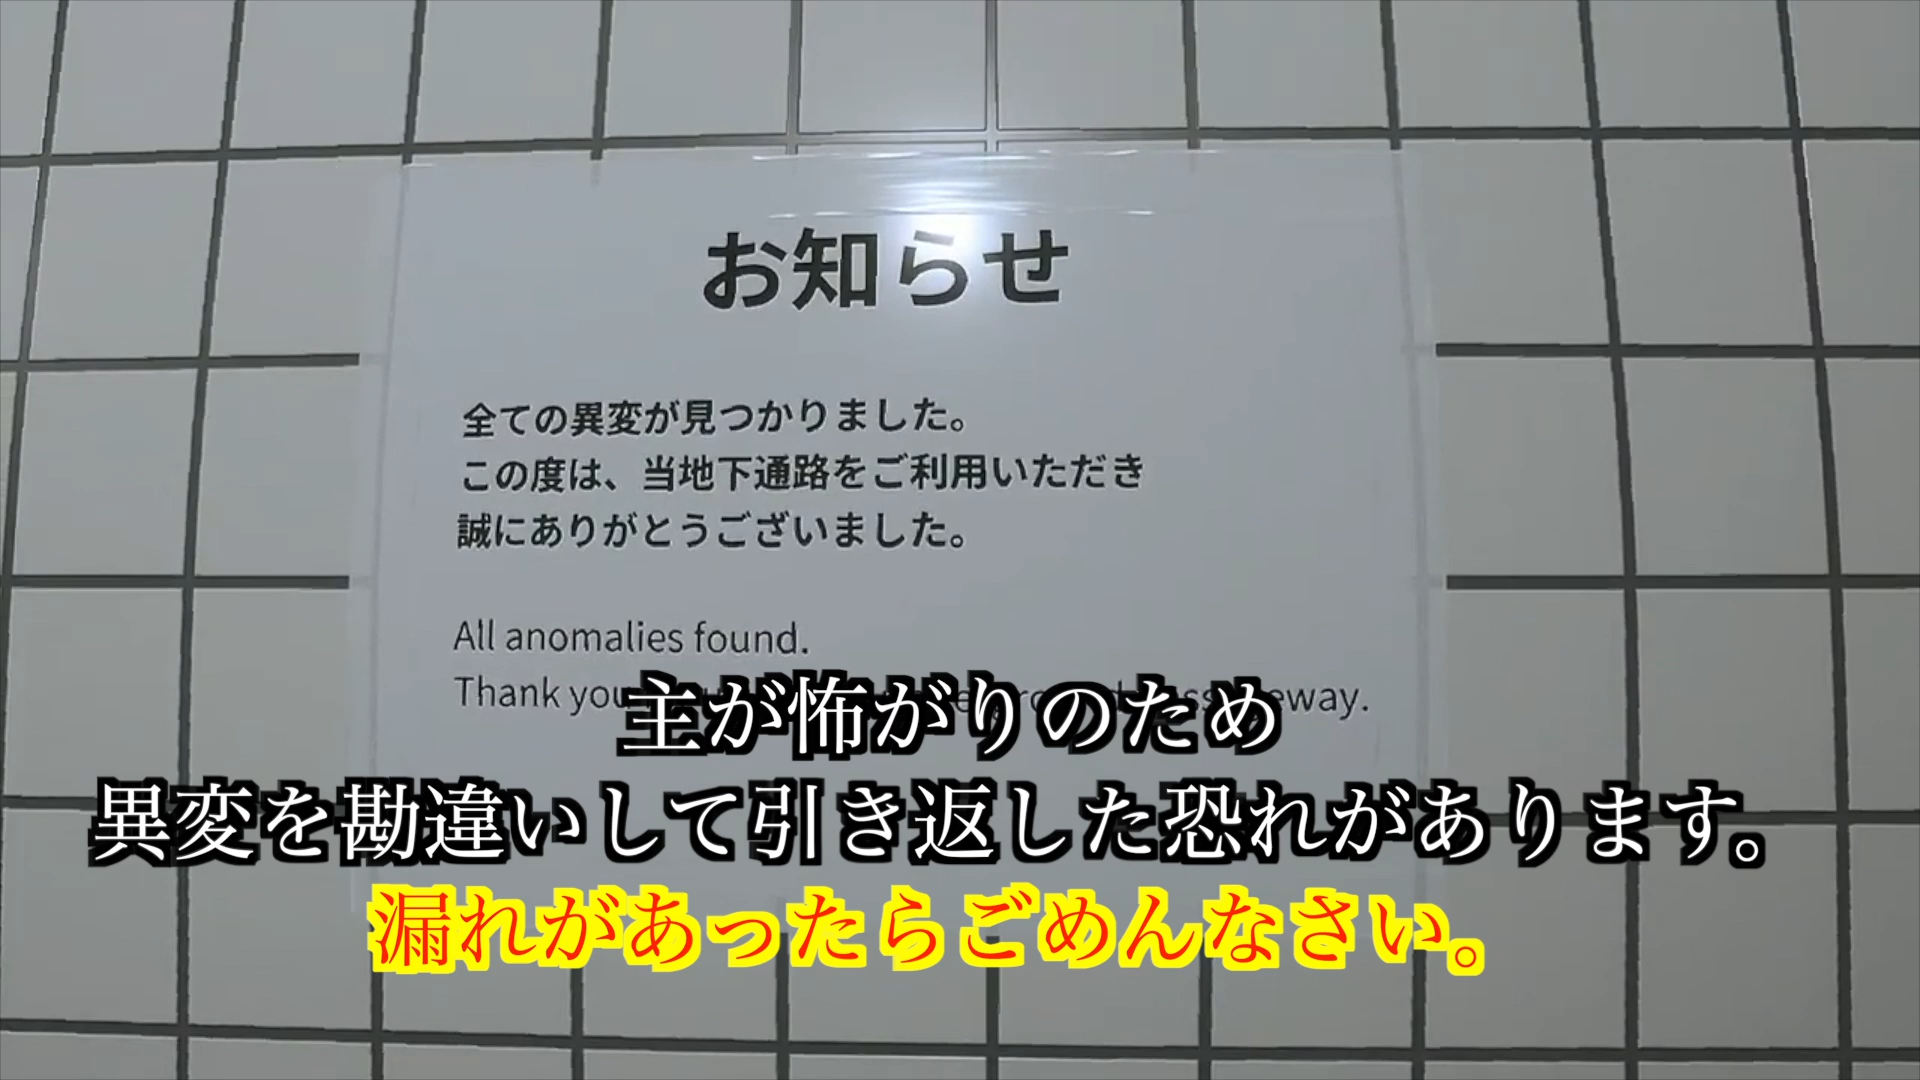 お知らせ
全ての異変が見つかりました。
この度は、当地下通路をご利用いただき
誠にありがとうございました。
All anomalies found.
Thank you eway.
主が怖がりのため
異変を勘違いして引き返した恐れがあります。
漏れがあったらごめんなさい。